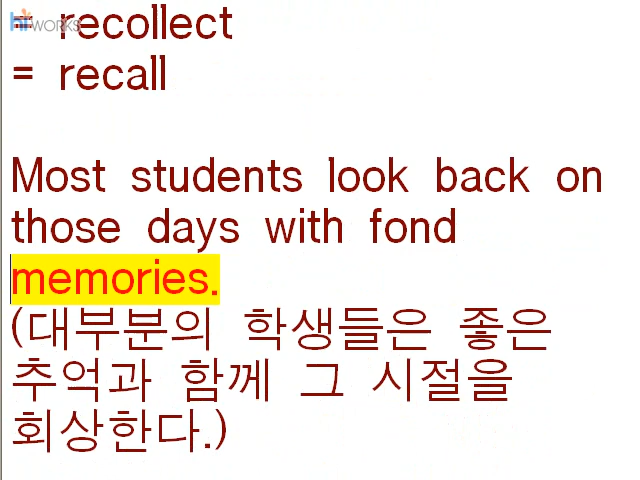 hiworks
= recollect
= recall
Most students look back on
those days with fond
memories.
(대부분의 학생들은 좋은
추억과 함께 그 시절을
회상한다.)